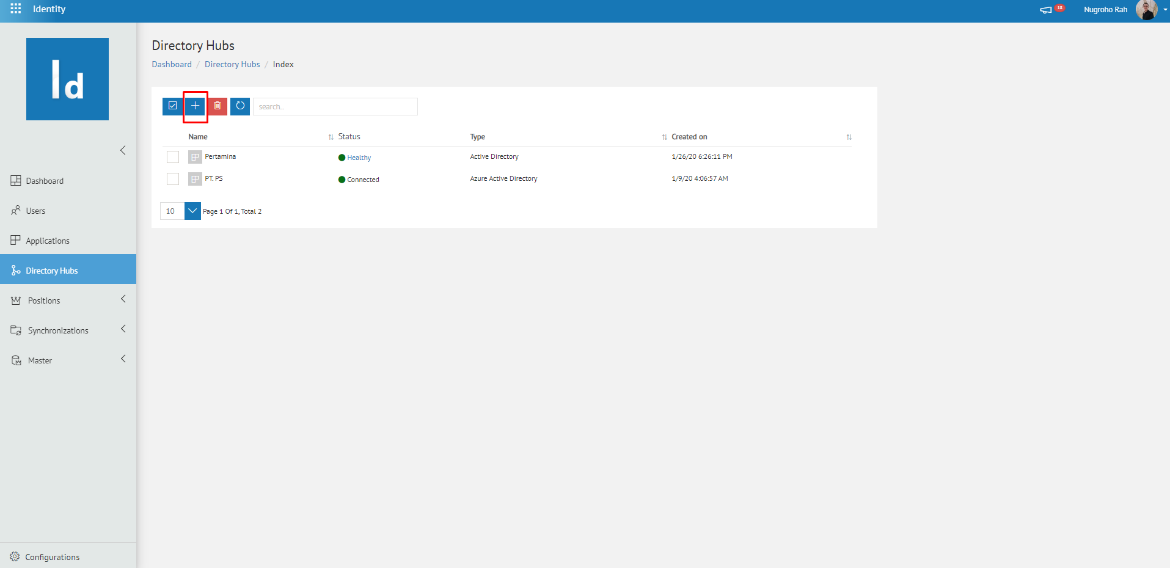 Identity
18
Nugroho Rah
Id
Directory Hubs
Dashboard / Directory Hubs / Index
search..
Name Status Type Created on
Pertamina Healthy Active Directory 1/26/20 6:26:11 PM
PT. PS Connected Azure Active Directory 1/9/20 4:06:57 AM
10 Page 1 Of 1, Total 2
Dashboard
Users
Applications
Directory Hubs
Positions
Synchronizations
Master
Configurations